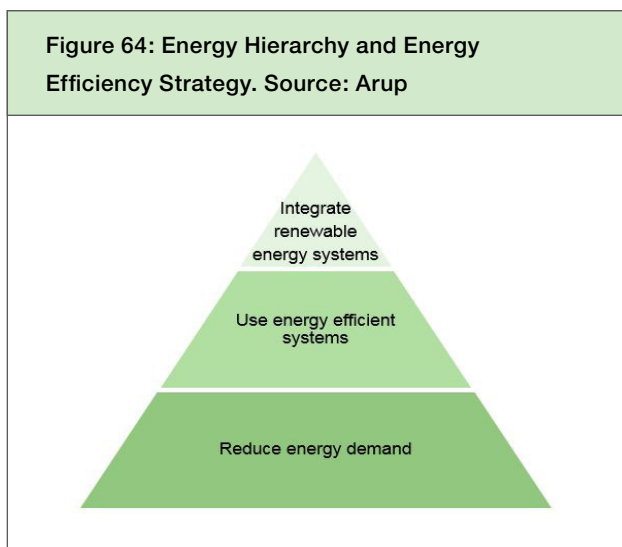 Figure 64: Energy Hierarchy and Energy
Efficiency Strategy. Source: Arup
Integrate
renewable
energy systems
Use energy efficient
systems
Reduce energy demand